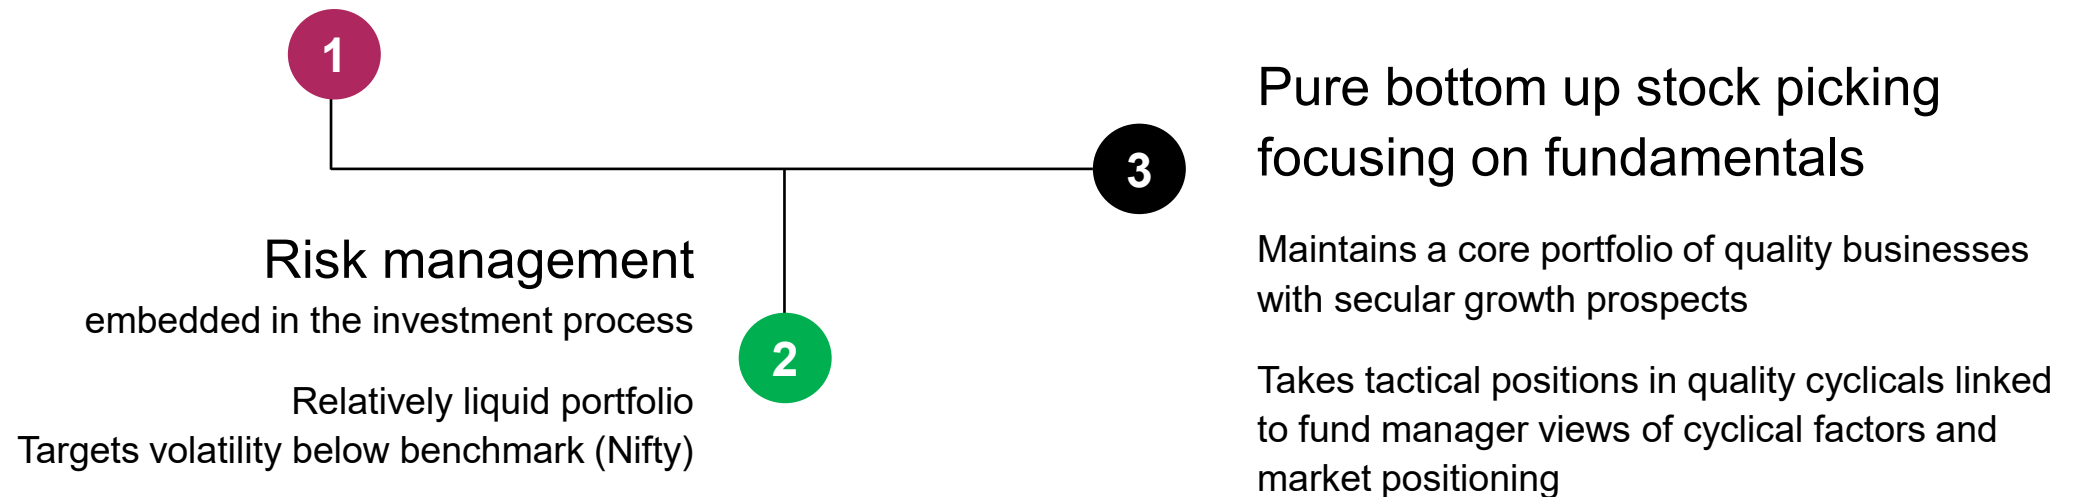 1
Risk management
embedded in the investment process
Relatively liquid portfolio
Targets volatility below benchmark (Nifty)
2
3
Pure bottom up stock picking
focusing on fundamentals
Maintains a core portfolio of quality businesses
with secular growth prospects
Takes tactical positions in quality cyclicals linked
to fund manager views of cyclical factors and
market positioning